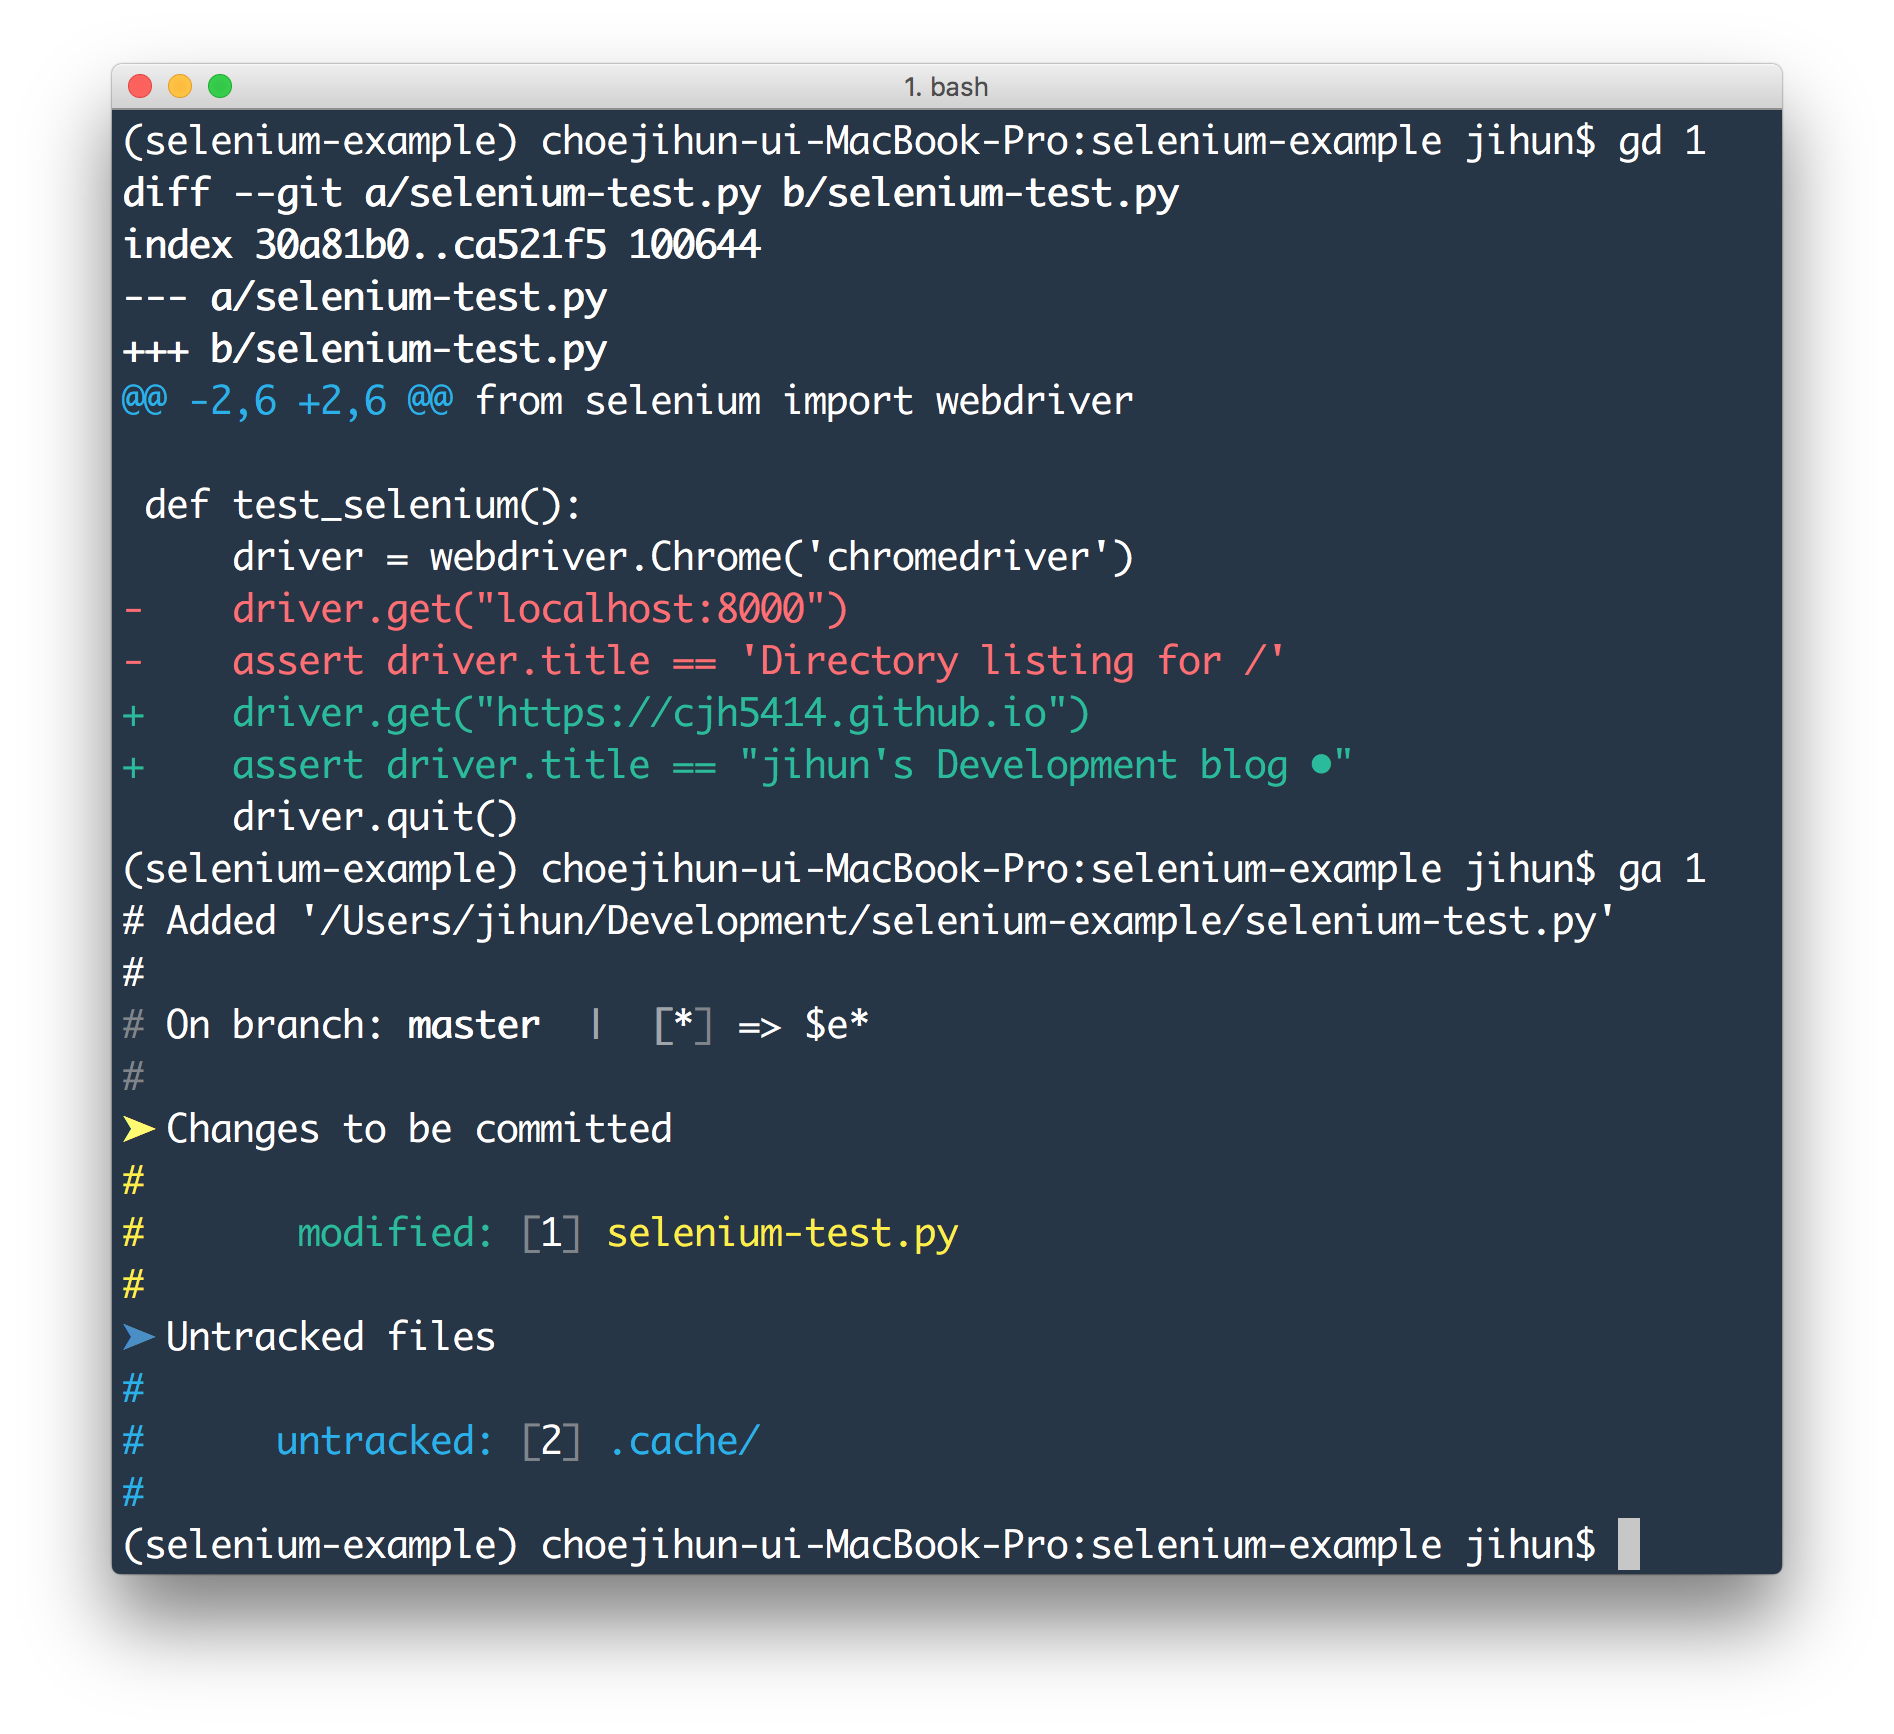 1. bash
(selenium-example) choejihun-ui-MacBook-Pro:selenium-example jihun$ gd 1
diff --git a/selenium-test.py b/selenium-test.py
index 30a81b0..ca521f5 100644
--- a/selenium-test.py
+++ b/selenium-test.py
@@ -2,6 +2,6 @@ from selenium import webdriver

 def test_selenium():
     driver = webdriver.Chrome('chromedriver')
-    driver.get("localhost:8000")
-    assert driver.title == 'Directory listing for /'
+    driver.get("https://cjh5414.github.io")
+    assert driver.title == "jihun's Development blog ●"
     driver.quit()
(selenium-example) choejihun-ui-MacBook-Pro:selenium-example jihun$ ga 1
# Added '/Users/jihun/Development/selenium-example/selenium-test.py'
#
# On branch: master  |  [*] => $e*
#
➤ Changes to be committed
#
#       modified: [1] selenium-test.py
#
➤ Untracked files
#
#      untracked: [2] .cache/
#
(selenium-example) choejihun-ui-MacBook-Pro:selenium-example jihun$